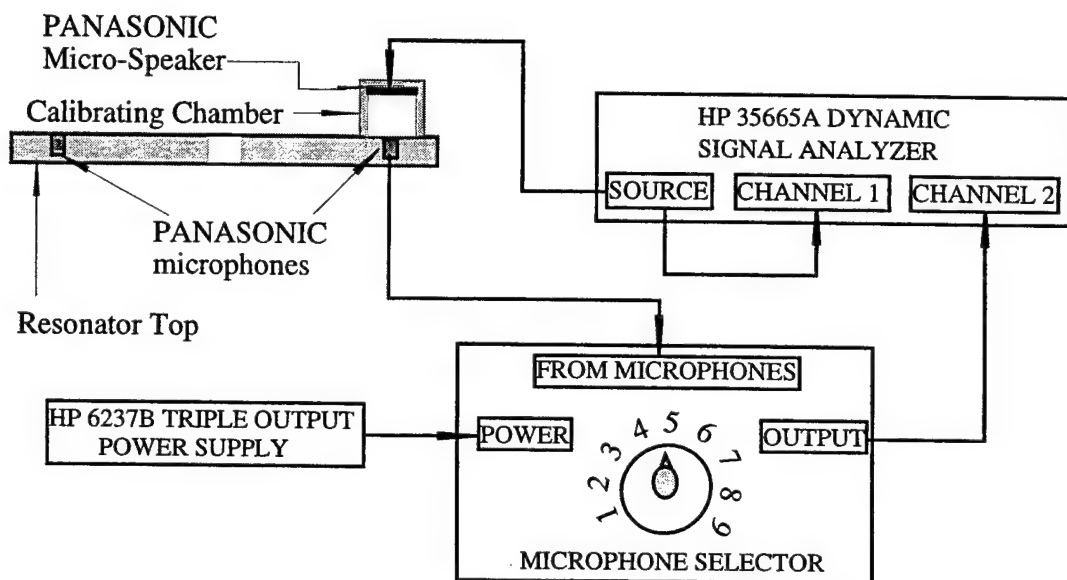 PANASONIC
Micro-Speaker
Calibrating Chamber
PANASONIC
microphones
Resonator Top
HP 35665A DYNAMIC
SIGNAL ANALYZER
SOURCE
CHANNEL 1
CHANNEL 2
FROM MICROPHONES
HP 6237B TRIPLE OUTPUT
POWER SUPPLY
POWER
OUTPUT
1 2 3 4 5 6 7 8 9
MICROPHONE SELECTOR